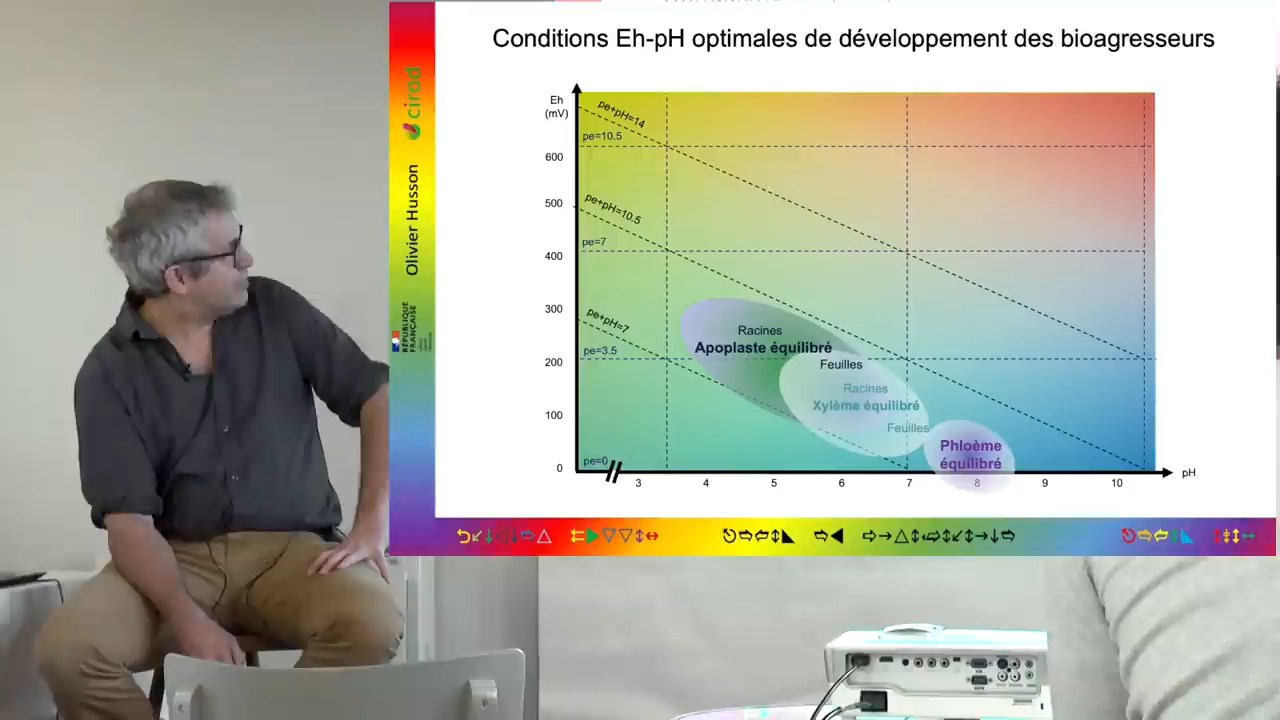 Conditions Eh-pH optimales de développement des bioagresseurs
cirad
Olivier Husson
RÉPUBLIQUE
FRANÇAISE
Eh
(mV)
600
500
400
300
200
100
0
pe+pH=14
pe=10.5
pe+pH=10.5
pe=7
pe+pH=7
pe=3.5
pe=0
Racines
Apoplaste équilibré
Feuilles
Racines
Xylème équilibré
Feuilles
Phloème
équilibré
3
4
5
6
7
8
9
10
pH